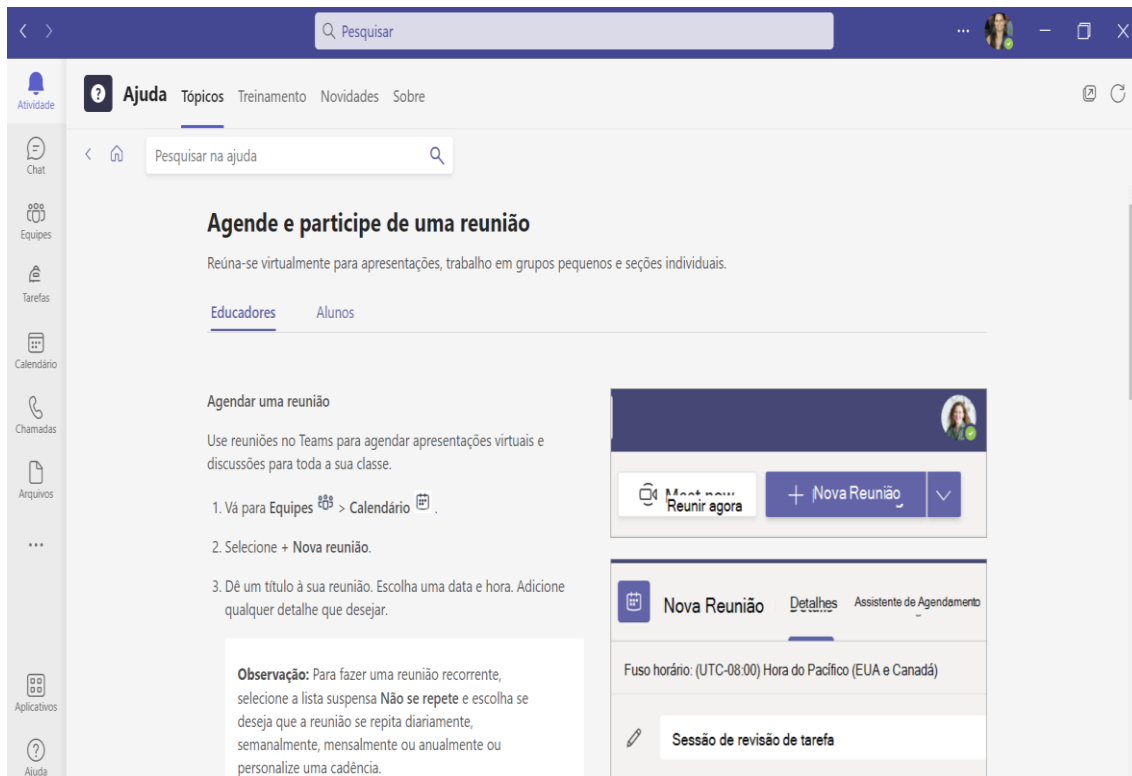 Pesquisar
Atividade
Chat
Equipes
Tarefas
Calendário
Chamadas
Arquivos
Aplicativos
Ajuda
Ajuda Tópicos Treinamento Novidades Sobre
Pesquisar na ajuda
Agende e participe de uma reunião
Reúna-se virtualmente para apresentações, trabalho em grupos pequenos e seções individuais.
Educadores Alunos
Agendar uma reunião
Use reuniões no Teams para agendar apresentações virtuais e
discussões para toda a sua classe.
1. Vá para Equipes > Calendário .
2. Selecione + Nova reunião.
3. Dê um título à sua reunião. Escolha uma data e hora. Adicione
qualquer detalhe que desejar.
Observação: Para fazer uma reunião recorrente,
selecione a lista suspensa Não se repete e escolha se
deseja que a reunião se repita diariamente,
semanalmente, mensalmente ou anualmente ou
personalize uma cadência.
Reunir agora
+ Nova Reunião
Nova Reunião Detalhes Assistente de Agendamento
Fuso horário: (UTC-08:00) Hora do Pacífico (EUA e Canadá)
Sessão de revisão de tarefa